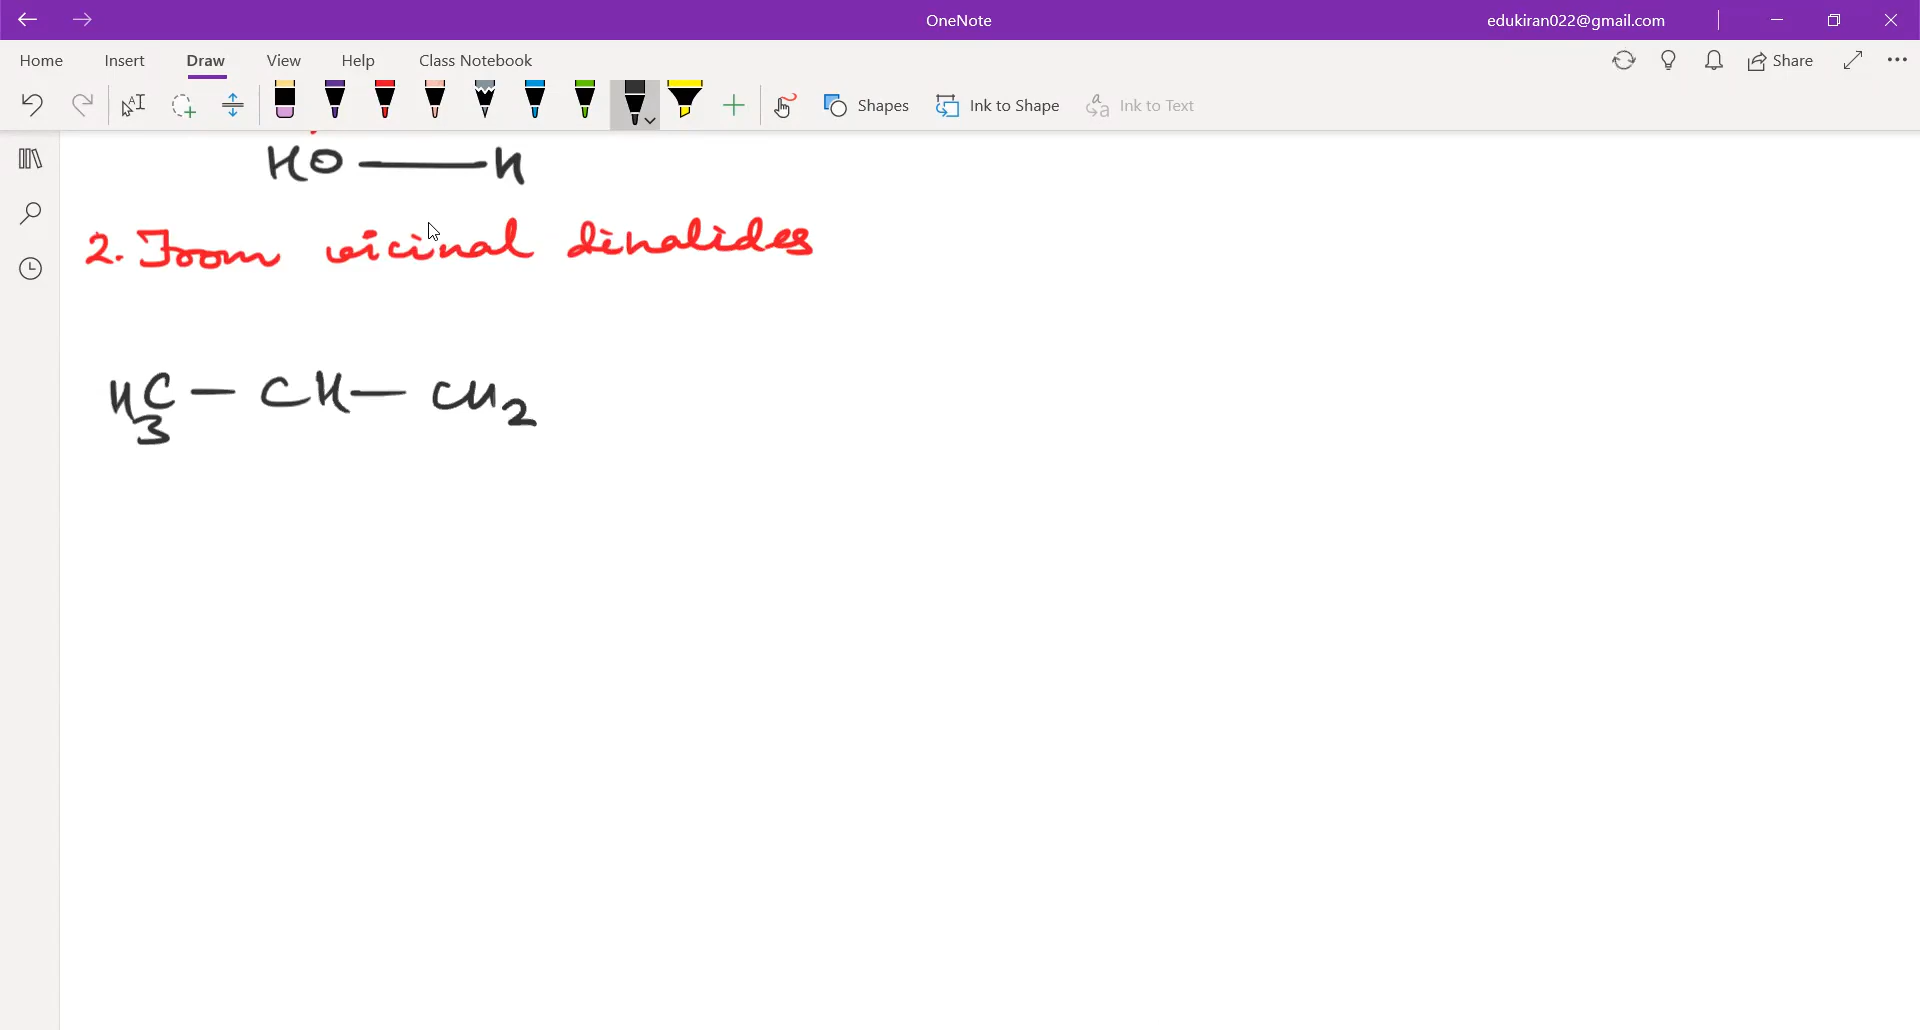 OneNote
edukiran022@gmail.com
Home Insert Draw View Help Class Notebook
Share
Shapes Ink to Shape Ink to Text
HO — H
2. From vicinal dihalides
H3C — CH — CH2